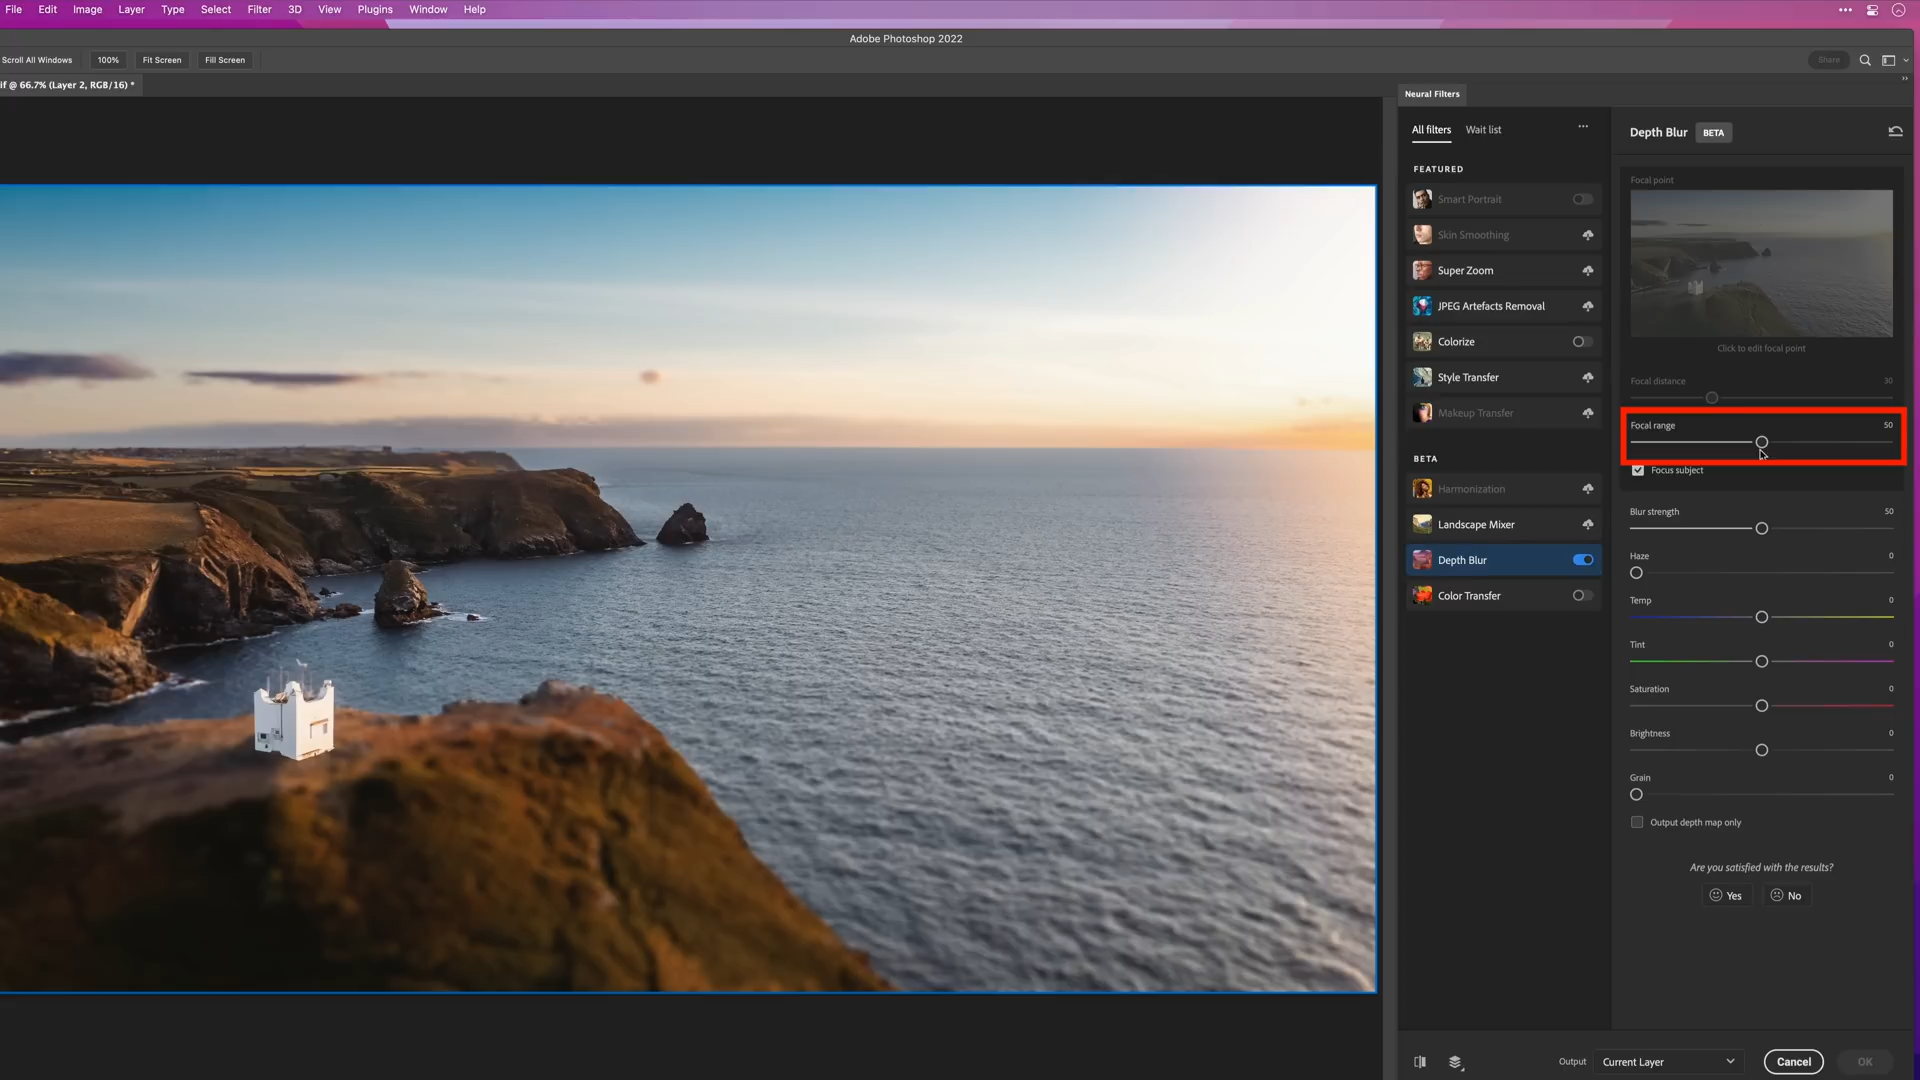 File Edit Image Layer Type Select Filter 3D View Plugins Window Help
Adobe Photoshop 2022
Scroll All Windows 100% Fit Screen Fill Screen Share
if @ 66.7% (Layer 2, RGB/16) *
Neural Filters
All filters Wait list
FEATURED
Smart Portrait
Skin Smoothing
Super Zoom
JPEG Artefacts Removal
Colorize
Style Transfer
Makeup Transfer
BETA
Harmonization
Landscape Mixer
Depth Blur
Color Transfer
Depth Blur BETA
Focal point
Click to edit focal point
Focal distance 30
Focal range 50
Focus subject
Blur strength 50
Haze 0
Temp 0
Tint 0
Saturation 0
Brightness 0
Grain 0
Output depth map only
Are you satisfied with the results?
Yes No
Output Current Layer Cancel OK